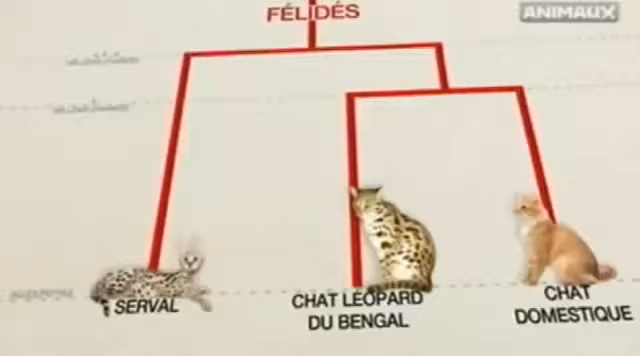 FÉLIDÉS
ANIMAUX
SERVAL
CHAT LÉOPARD
DU BENGAL
CHAT
DOMESTIQUE